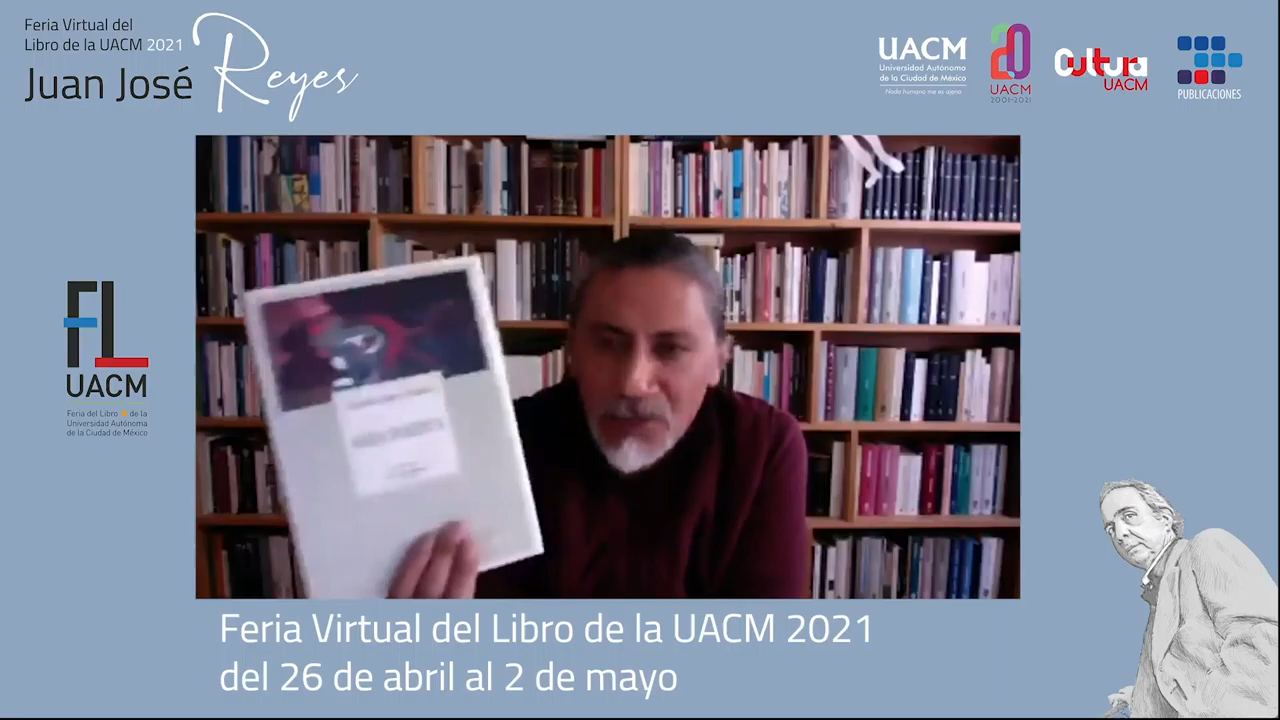 Feria Virtual del
Libro de la UACM 2021
Juan José Reyes
UACM
Universidad Autónoma
de la Ciudad de México
Nada humano me es ajeno
20
UACM
2001-2021
Cultura
UACM
PUBLICACIONES
FL
UACM
Feria del Libro de la
Universidad Autónoma
de la Ciudad de México
Feria Virtual del Libro de la UACM 2021
del 26 de abril al 2 de mayo